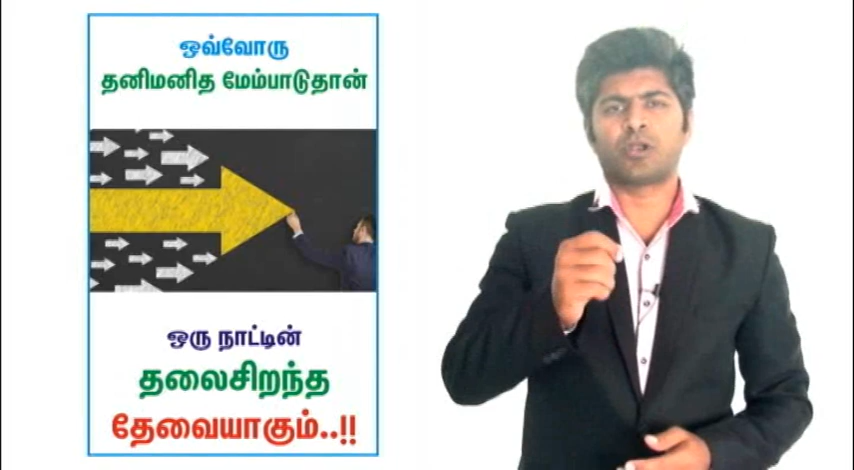 ஒவ்வோரு
தனிமனித மேம்பாடுதான்
ஒரு நாட்டின்
தலைசிறந்த
தேவையாகும்..!!